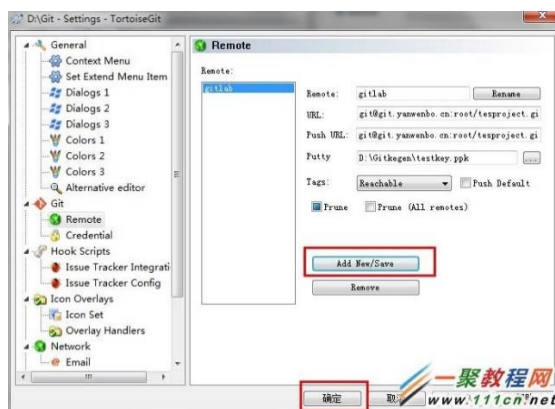 D:\Git - Settings - TortoiseGit
General
Context Menu
Set Extend Menu Item
Dialogs 1
Dialogs 2
Dialogs 3
Colors 1
Colors 2
Colors 3
Alternative editor
Git
Remote
Credential
Hook Scripts
Issue Tracker Integrati
Issue Tracker Config
Icon Overlays
Icon Set
Overlay Handlers
Network
Email
Remote
Remote:
gitlab
Remote: gitlab Rename
URL: git@git.yanwenbo.cn:root/tesproject.gi
Push URL: git@git.yanwenbo.cn:root/tesproject.gi
Putty D:\Gitkegen\testkey.ppk ...
Tags: Reachable Push Default
Prune Prune (All remotes)
Add New/Save
Remove
确定
取
一聚教程网
www.111cn.net